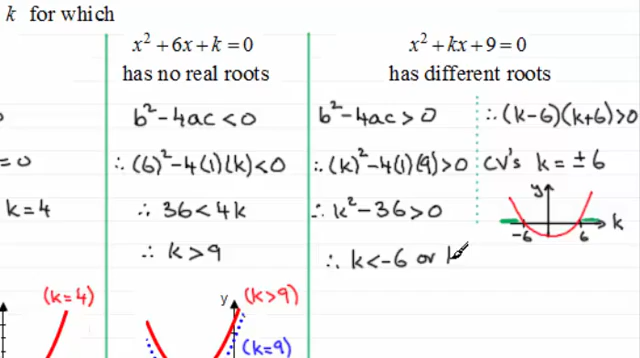 k for which
= 0
k = 4
(k=4)
x² + 6x + k = 0
has no real roots
b² - 4ac < 0
∴ (6)² - 4(1)(k) < 0
∴ 36 < 4k
∴ k > 9
y
(k>9)
(k=9)
x² + kx + 9 = 0
has different roots
b² - 4ac > 0
∴ (k)² - 4(1)(9) > 0
∴ k² - 36 > 0
∴ k < -6 or
∴ (k-6)(k+6) > 0
CV's k = ± 6
y
-6 6 k